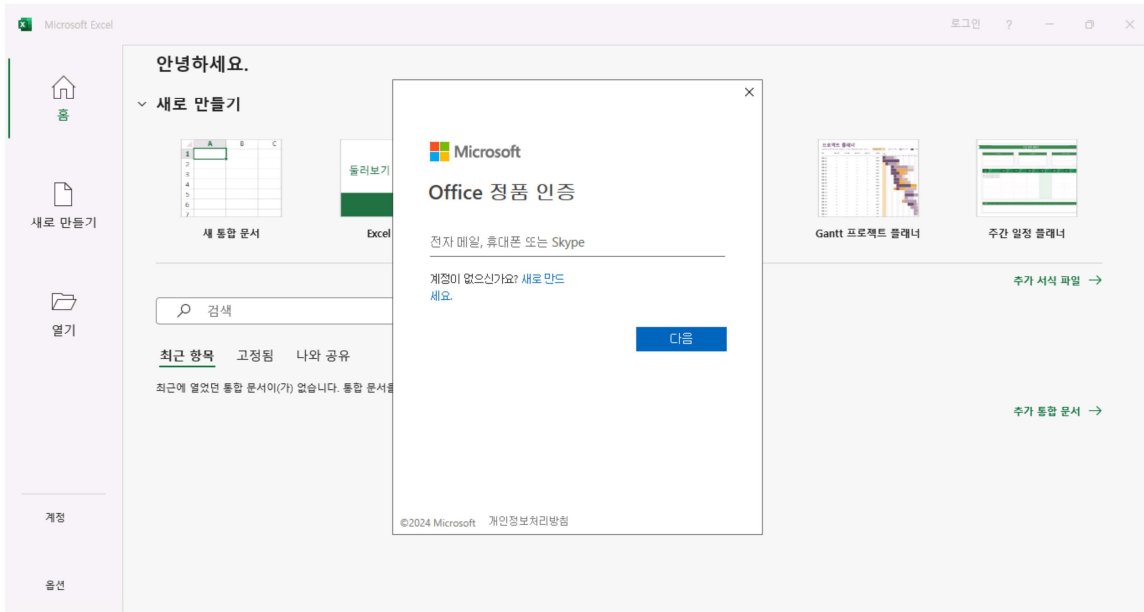 Microsoft Excel
로그인 ?
안녕하세요.
홈
새로 만들기
새로 만들기
열기
계정
옵션
A B C
1
2
3
4
5
6
7
새 통합 문서
둘러보기
Excel
프로젝트 플래너
Gantt 프로젝트 플래너
주간 일정 플래너
추가 서식 파일
검색
최근 항목 고정됨 나와 공유
최근에 열었던 통합 문서이(가) 없습니다. 통합 문서를
추가 통합 문서
Microsoft
Office 정품 인증
전자 메일, 휴대폰 또는 Skype
계정이 없으신가요? 새로 만드
세요.
다음
©2024 Microsoft 개인정보처리방침